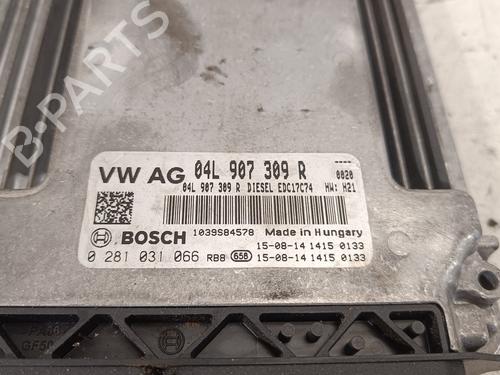 B-PARTS
VW AG 04L 907 309 R 0020
04L 907 309 R DIESEL EDC17C74 HW: H21
BOSCH 1039S84578 Made in Hungary
15-08-14 1415 0133
0 281 031 066 RBB 658 15-08-14 1415 0133